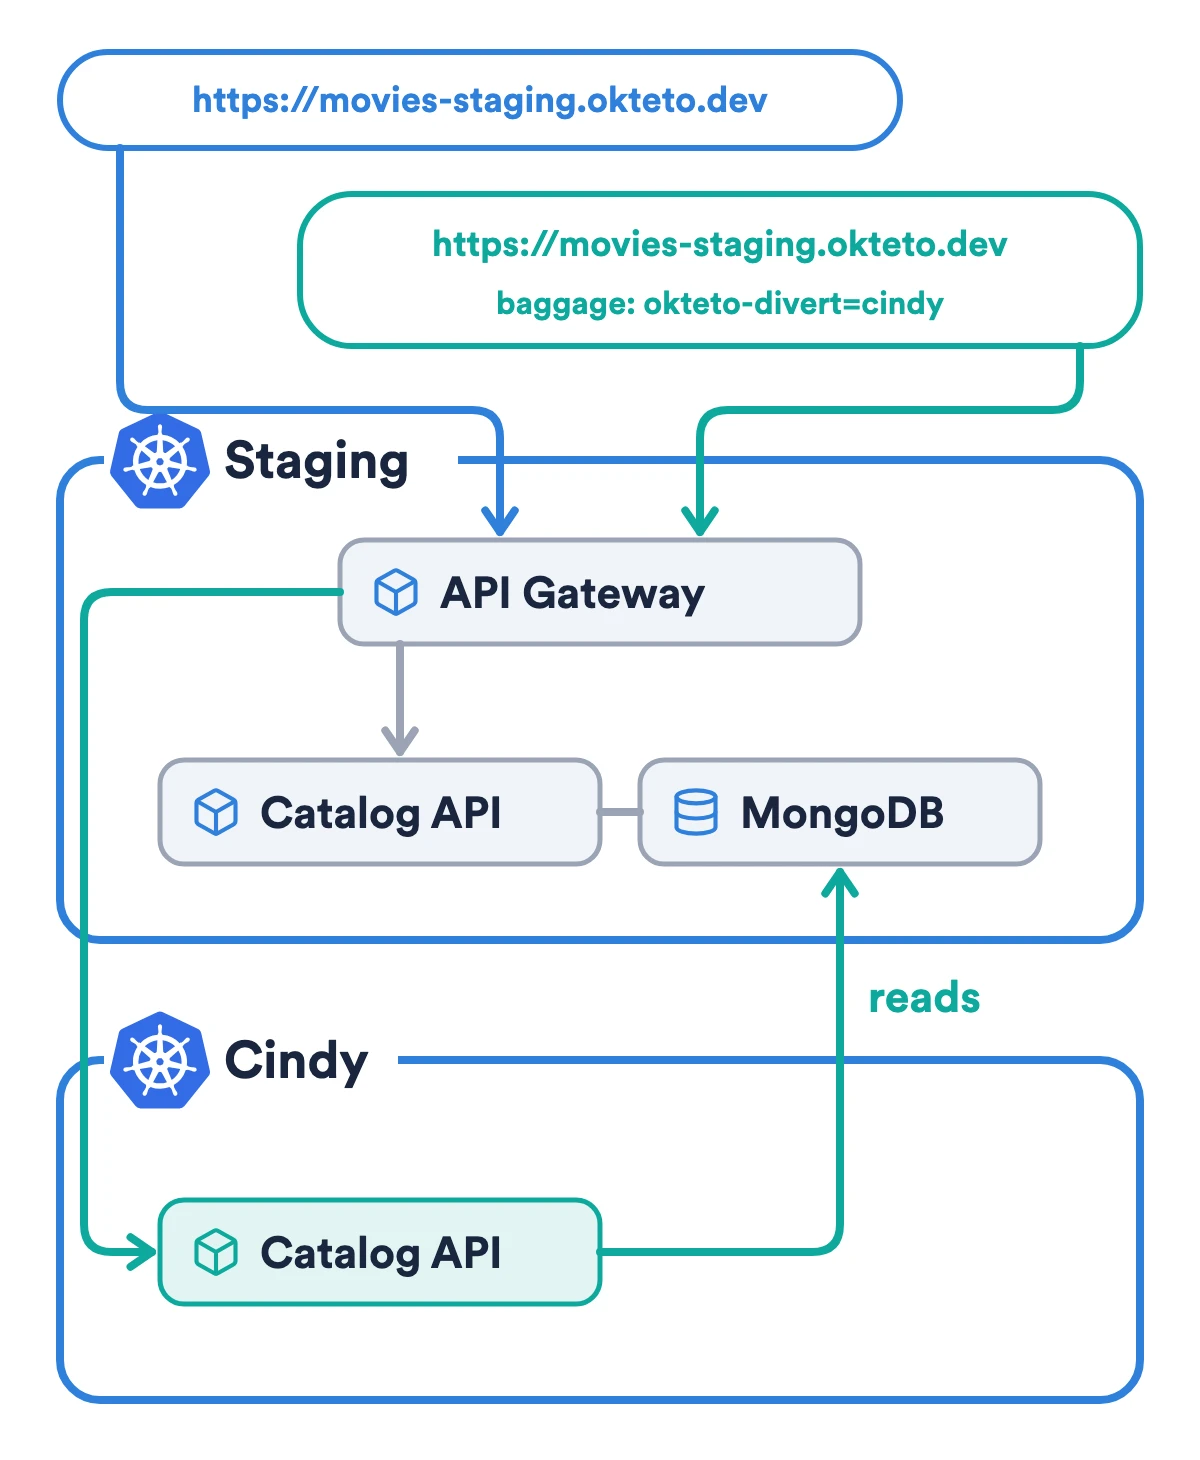 https://movies-staging.okteto.dev
https://movies-staging.okteto.dev
baggage: okteto-divert=cindy
Staging
API Gateway
Catalog API
MongoDB
reads
Cindy
Catalog API